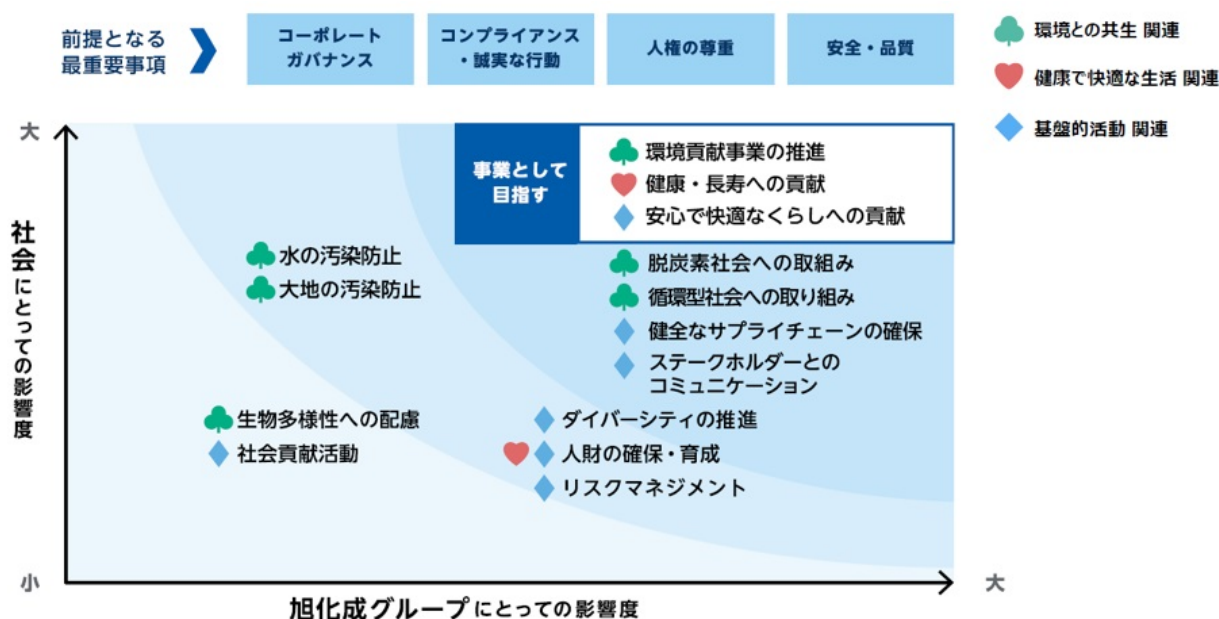 前提となる
最重要事項
コーポレート
ガバナンス
コンプライアンス
・誠実な行動
人権の尊重
安全・品質
環境との共生 関連
健康で快適な生活 関連
基盤的活動 関連
大
社会にとっての影響度
小
事業として
目指す
環境貢献事業の推進
健康・長寿への貢献
安心で快適なくらしへの貢献
水の汚染防止
大地の汚染防止
脱炭素社会への取組み
循環型社会への取り組み
健全なサプライチェーンの確保
ステークホルダーとの
コミュニケーション
生物多様性への配慮
社会貢献活動
ダイバーシティの推進
人財の確保・育成
リスクマネジメント
旭化成グループにとっての影響度
大